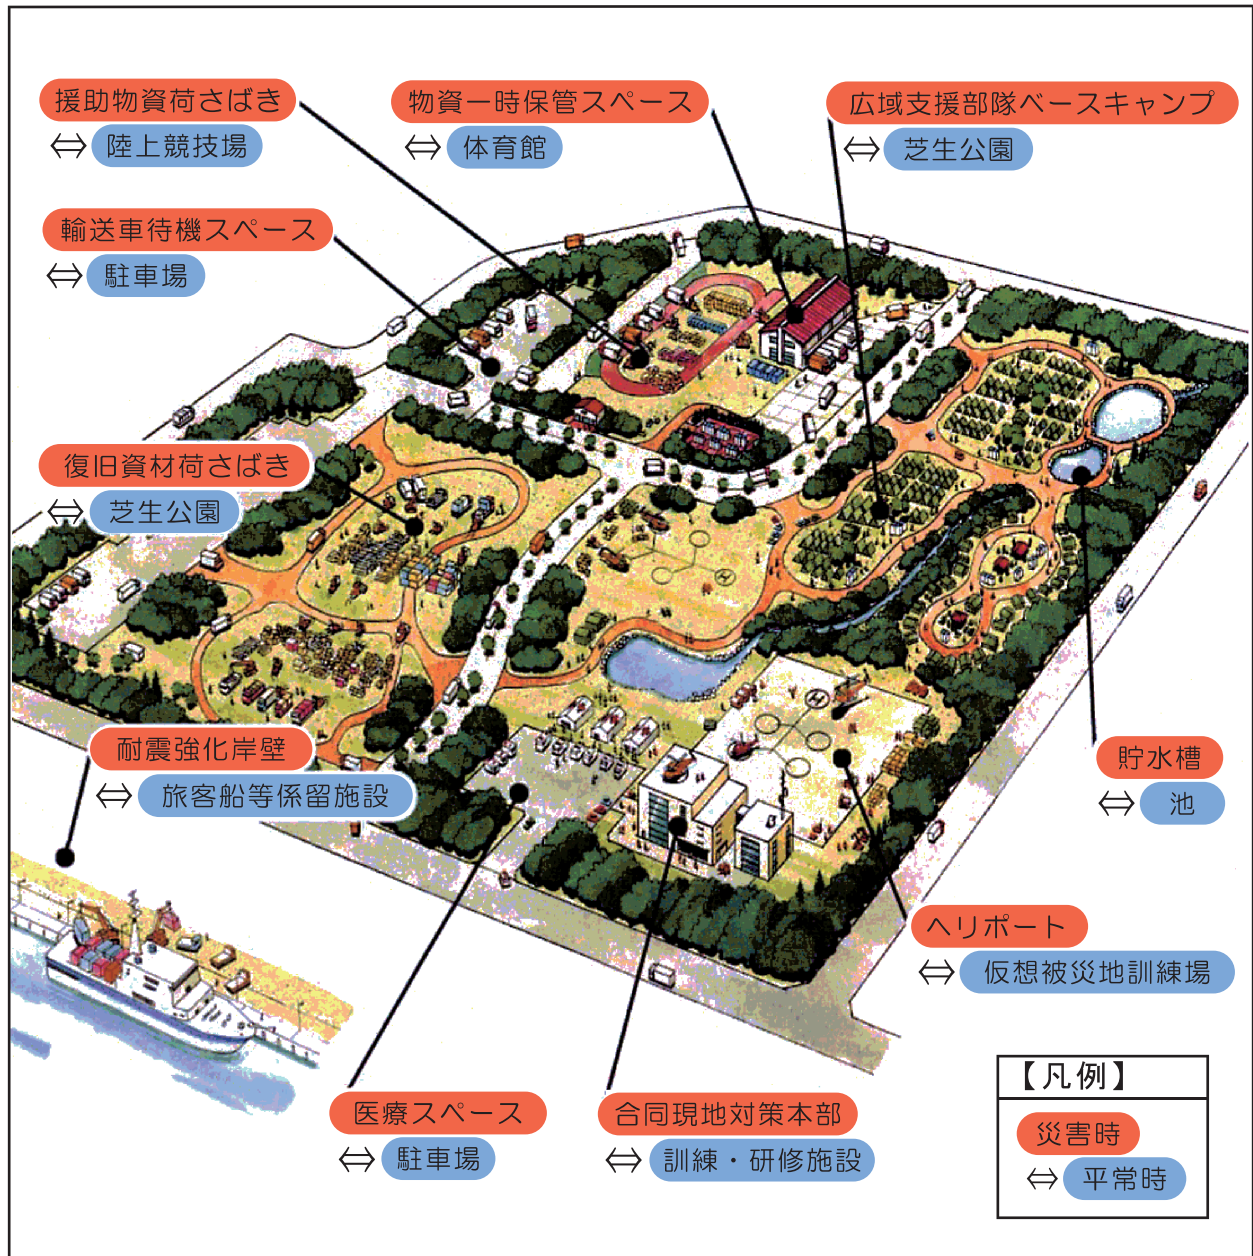 援助物資荷さばき
⇔ 陸上競技場
物資一時保管スペース
⇔ 体育館
広域支援部隊ベースキャンプ
⇔ 芝生公園
輸送車待機スペース
⇔ 駐車場
復旧資材荷さばき
⇔ 芝生公園
耐震強化岸壁
⇔ 旅客船等係留施設
貯水槽
⇔ 池
ヘリポート
⇔ 仮想被災地訓練場
医療スペース
⇔ 駐車場
合同現地対策本部
⇔ 訓練・研修施設
【凡例】
災害時
⇔ 平常時
H
H